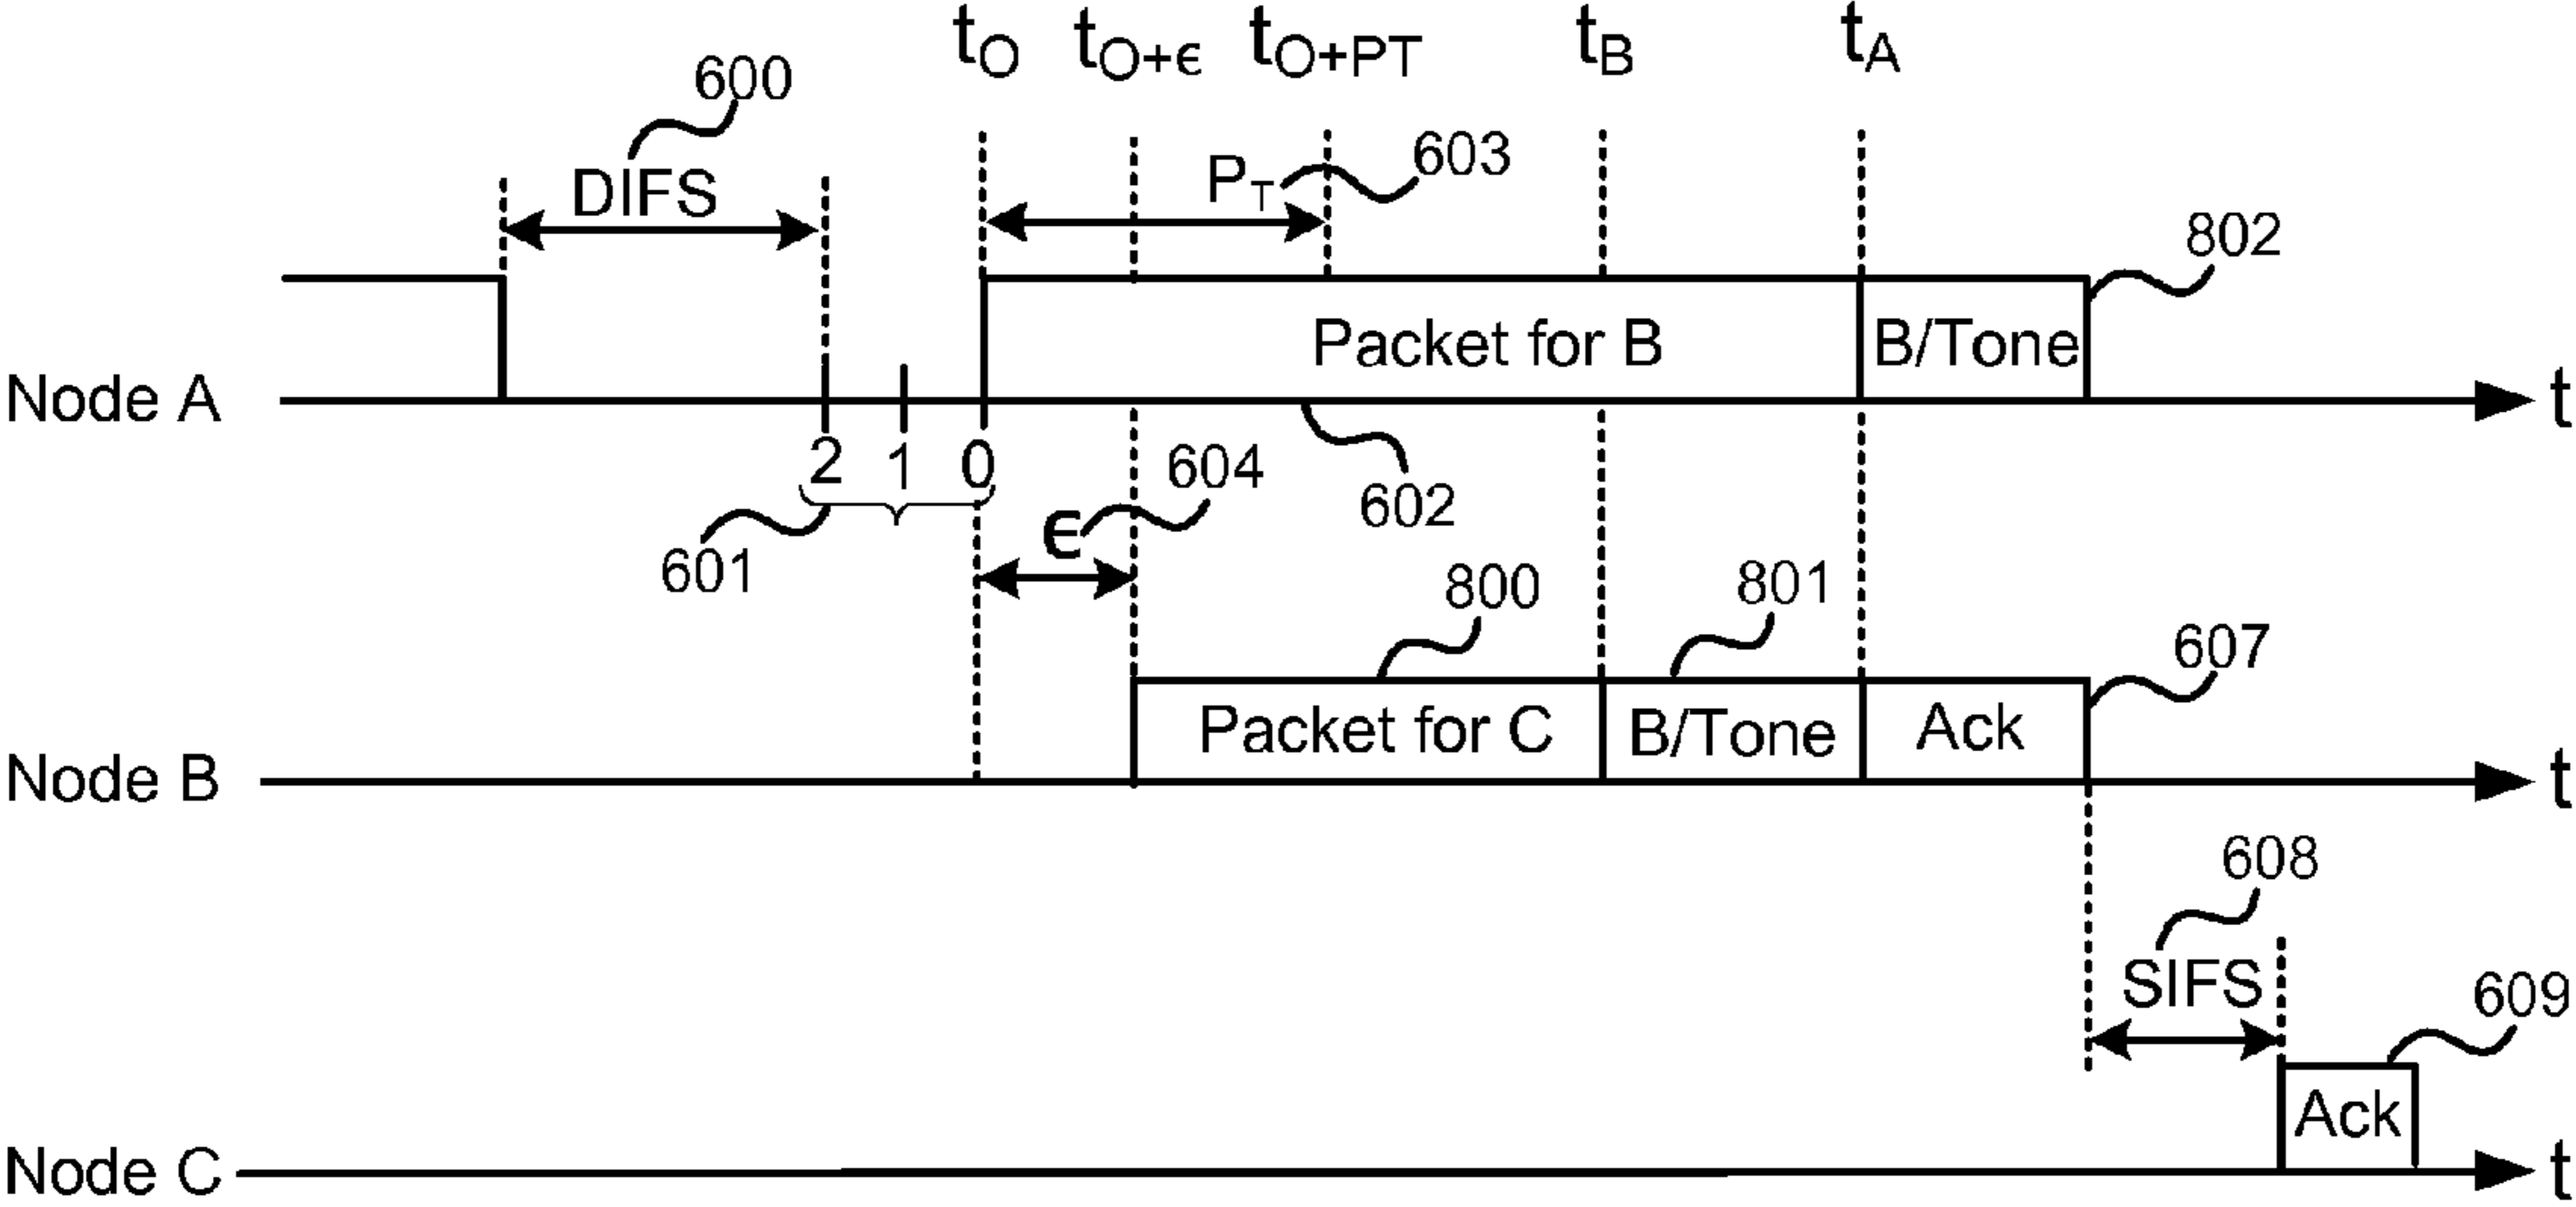 tO tO+ϵ tO+PT tB tA
600
DIFS
PT 603
802
Packet for B B/Tone
Node A t
2 1 0
604
602
601
ϵ
800 801
607
Packet for C B/Tone Ack
Node B t
608
SIFS
609
Ack
Node C t